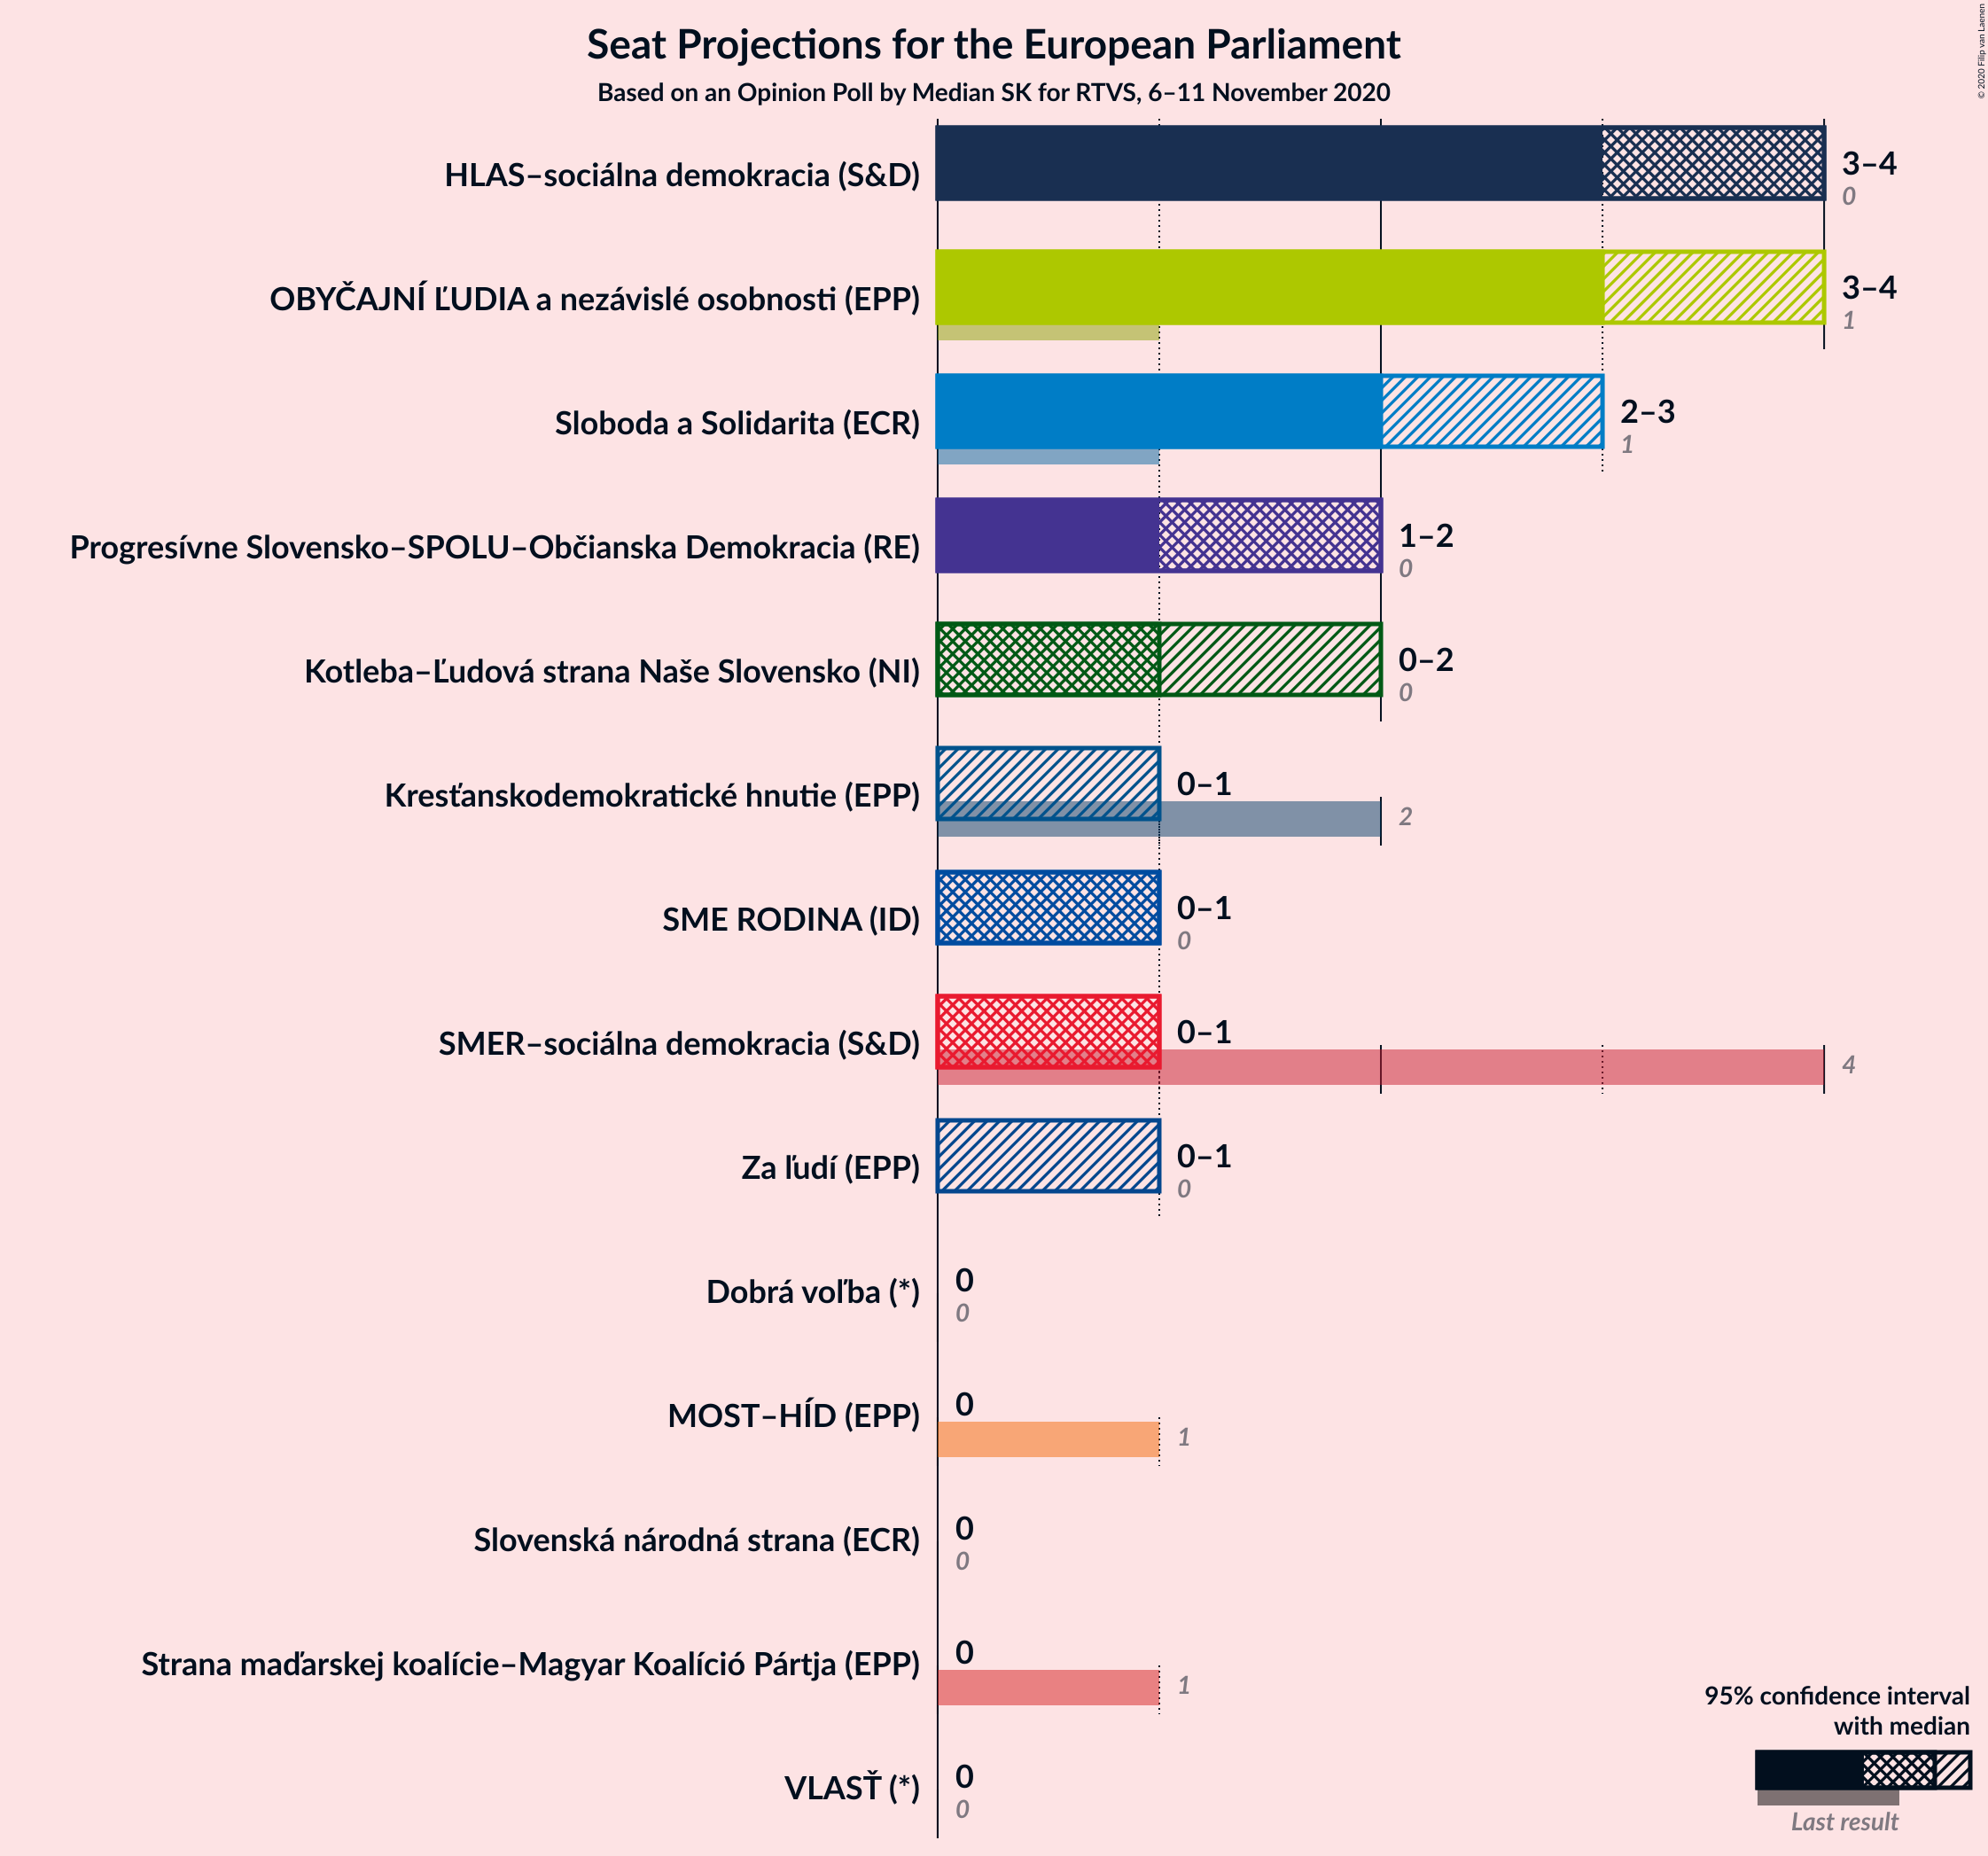 Seat Projections for the European Parliament
Based on an Opinion Poll by Median SK for RTVS, 6–11 November 2020
© 2020 Filip van Laenen
HLAS–sociálna demokracia (S&D)
3–4
0
OBYČAJNÍ ĽUDIA a nezávislé osobnosti (EPP)
3–4
1
Sloboda a Solidarita (ECR)
2–3
1
Progresívne Slovensko–SPOLU–Občianska Demokracia (RE)
1–2
0
Kotleba–Ľudová strana Naše Slovensko (NI)
0–2
0
Kresťanskodemokratické hnutie (EPP)
0–1
2
SME RODINA (ID)
0–1
0
SMER–sociálna demokracia (S&D)
0–1
4
Za ľudí (EPP)
0–1
0
Dobrá voľba (*)
0
0
MOST–HÍD (EPP)
0
1
Slovenská národná strana (ECR)
0
0
Strana maďarskej koalície–Magyar Koalíció Pártja (EPP)
0
1
VLASŤ (*)
0
0
95% confidence interval
with median
Last result